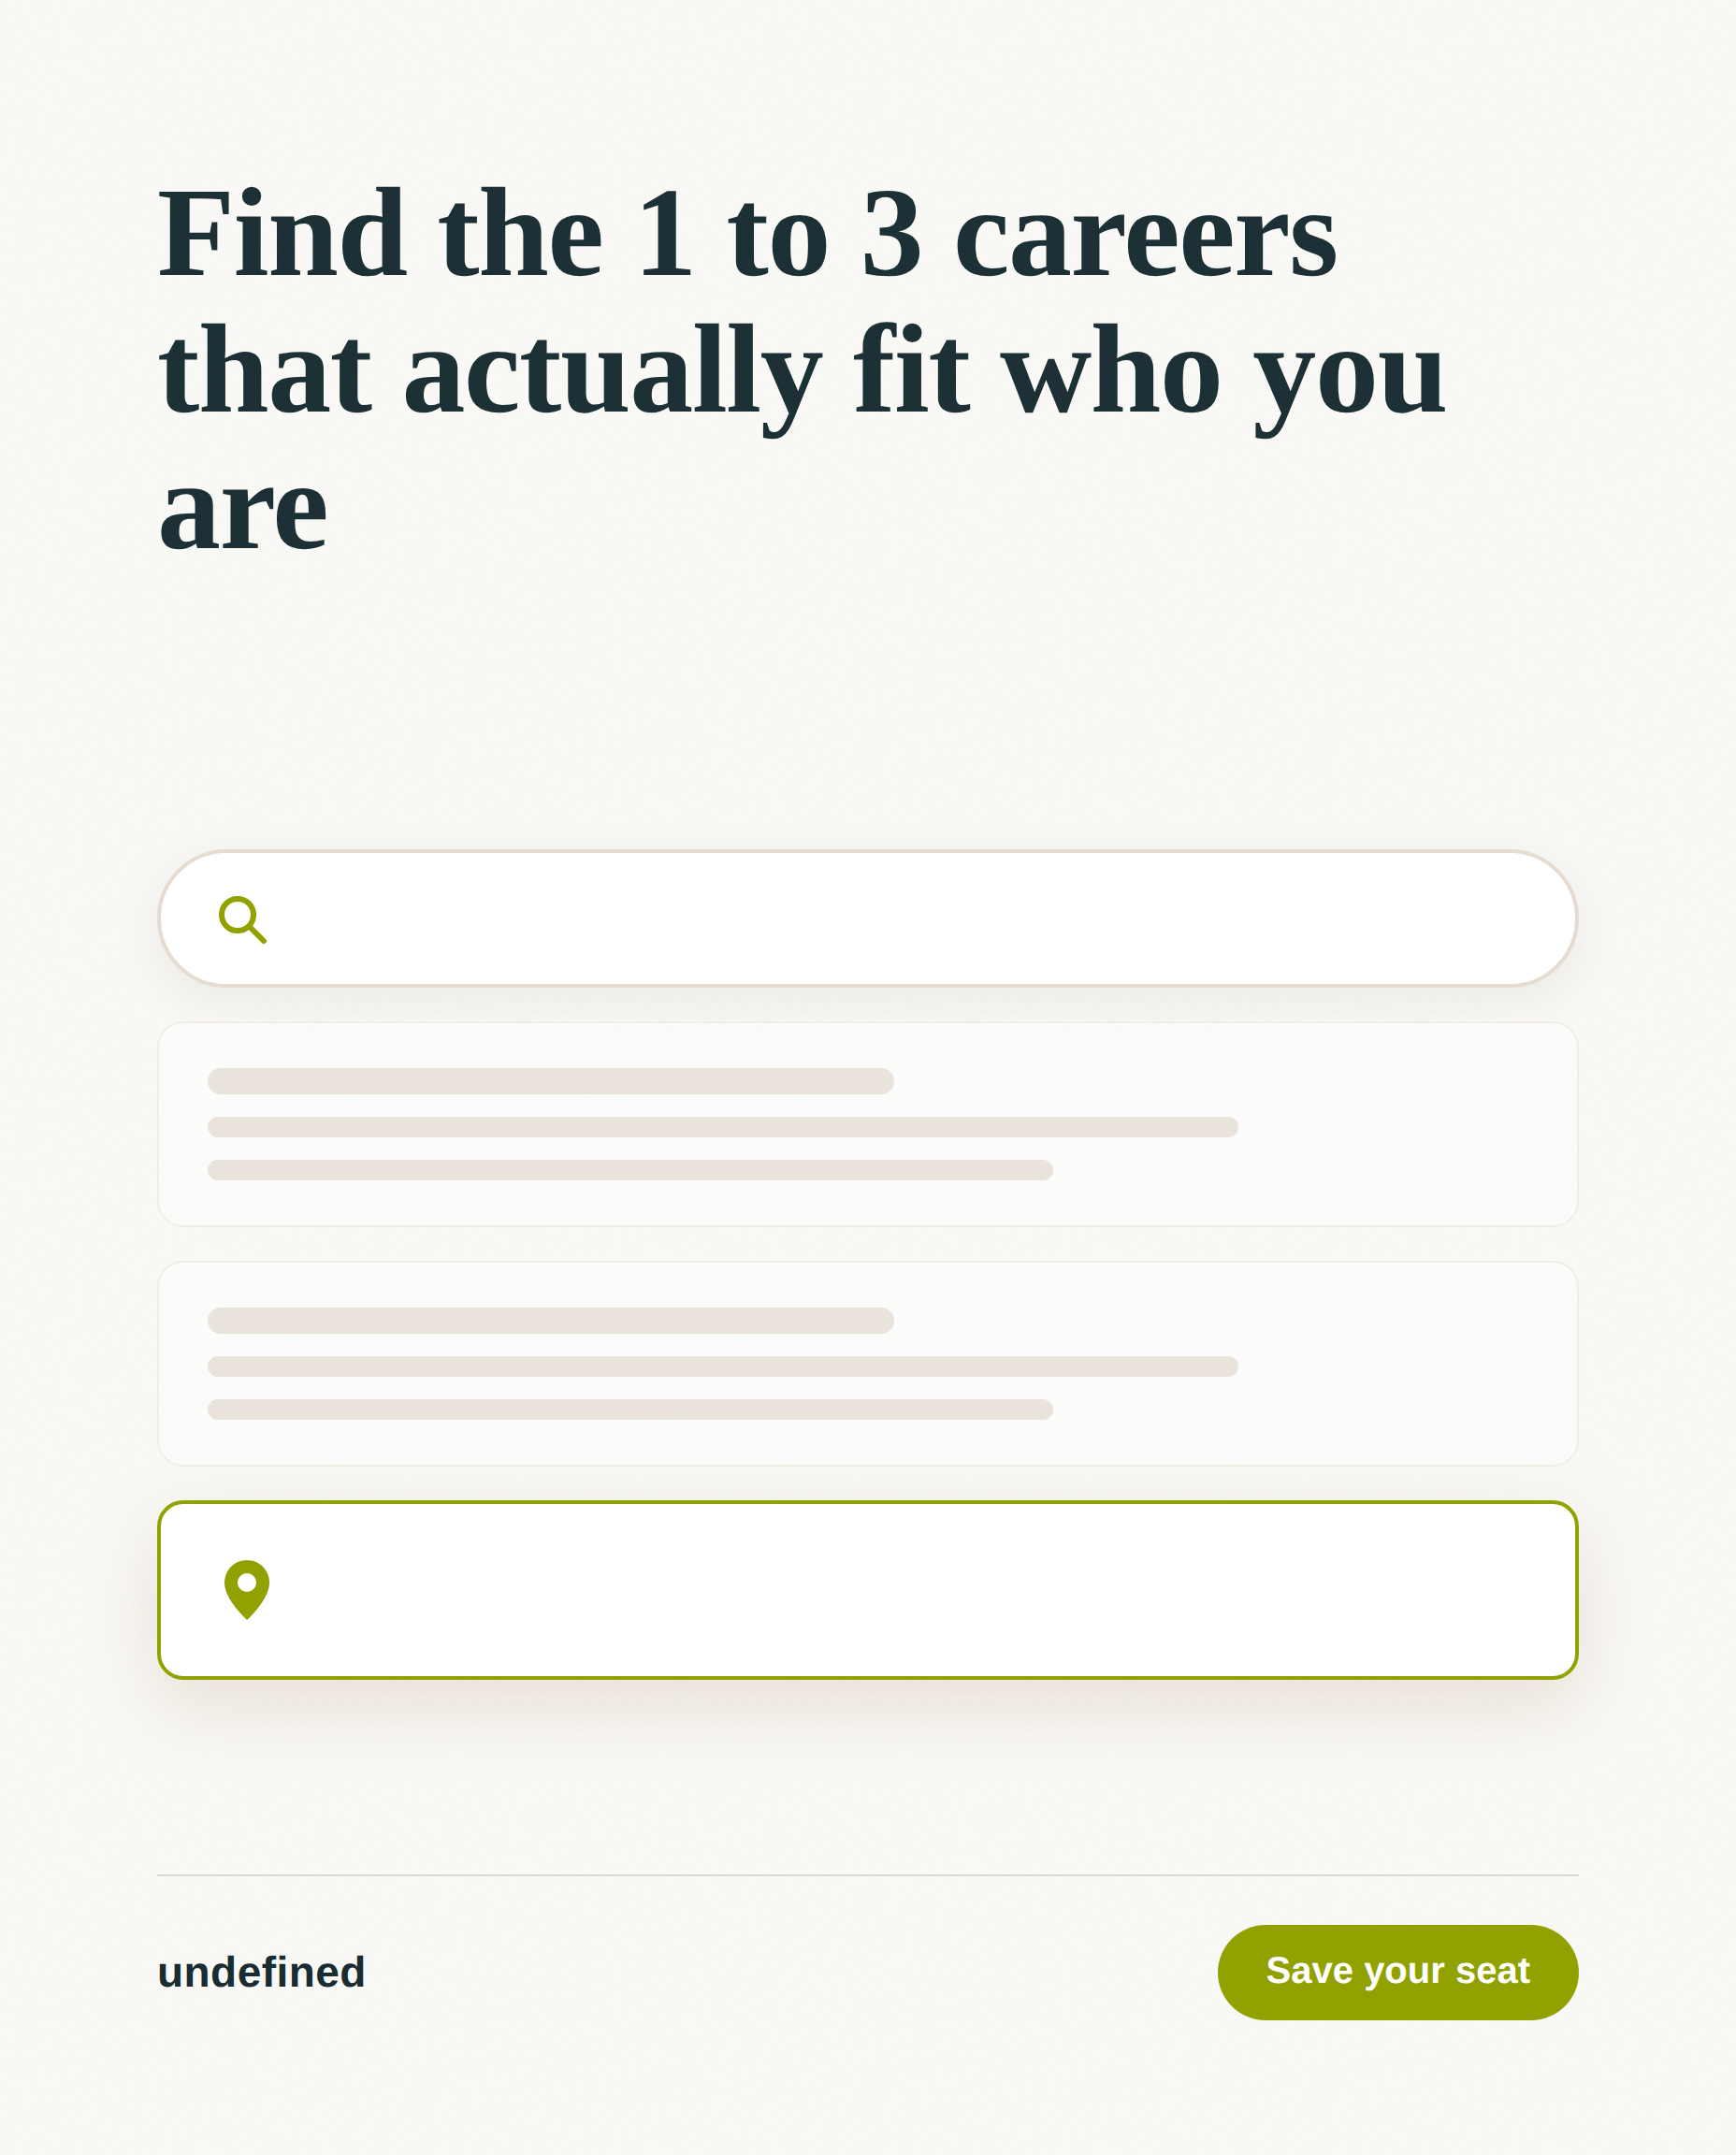 Find the 1 to 3 careers
that actually fit who you
are
undefined
Save your seat